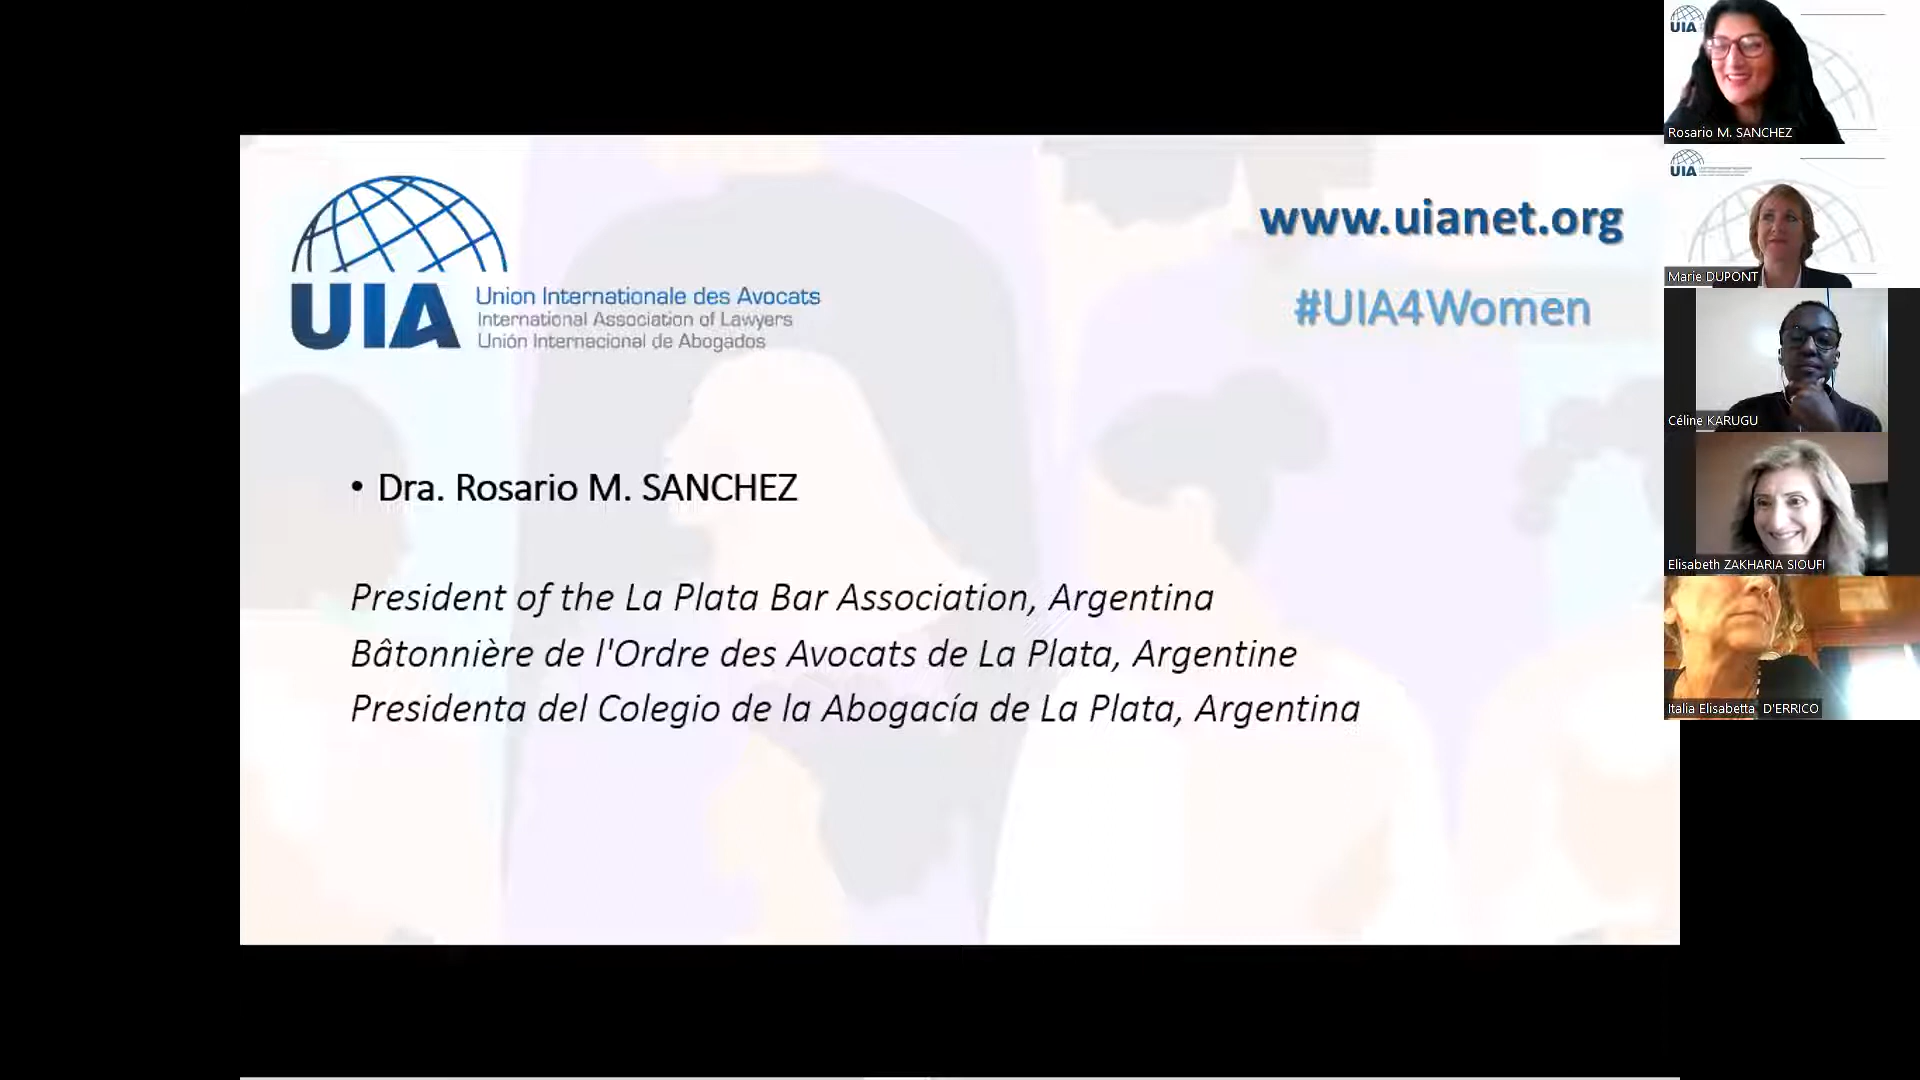 UIA
Union Internationale des Avocats
International Association of Lawyers
Unión Internacional de Abogados
www.uianet.org
#UIA4Women
• Dra. Rosario M. SANCHEZ
President of the La Plata Bar Association, Argentina
Bâtonnière de l'Ordre des Avocats de La Plata, Argentine
Presidenta del Colegio de la Abogacía de La Plata, Argentina
UIA
Rosario M. SANCHEZ
UIA
Marie DUPONT
Céline KARUGU
Elisabeth ZAKHARIA SIOUFI
Italia Elisabetta D'ERRICO